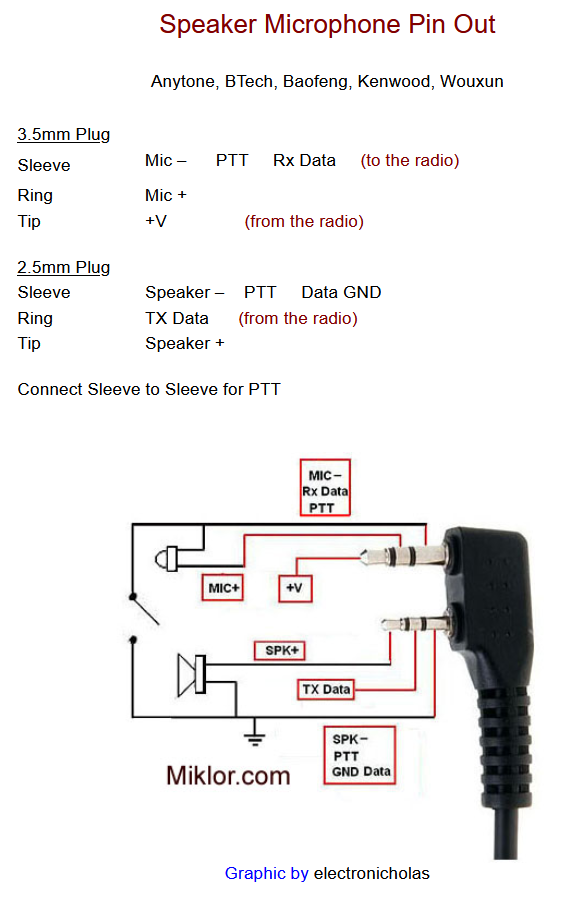 Speaker Microphone Pin Out
Anytone, BTech, Baofeng, Kenwood, Wouxun
3.5mm Plug
Sleeve Mic – PTT Rx Data (to the radio)
Ring Mic +
Tip +V (from the radio)
2.5mm Plug
Sleeve Speaker – PTT Data GND
Ring TX Data (from the radio)
Tip Speaker +
Connect Sleeve to Sleeve for PTT
MIC–
Rx Data
PTT
MIC+ +V
SPK+
TX Data
SPK–
PTT
GND Data
Miklor.com
Graphic by electronicholas